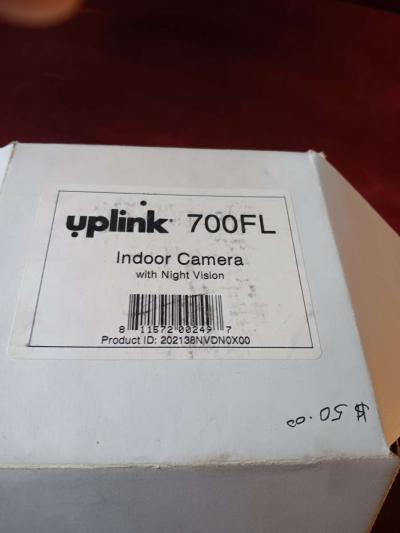 uplink 700FL
Indoor Camera
with Night Vision
8 11572 00249 7
Product ID: 202138NVDN0X00
$50.00